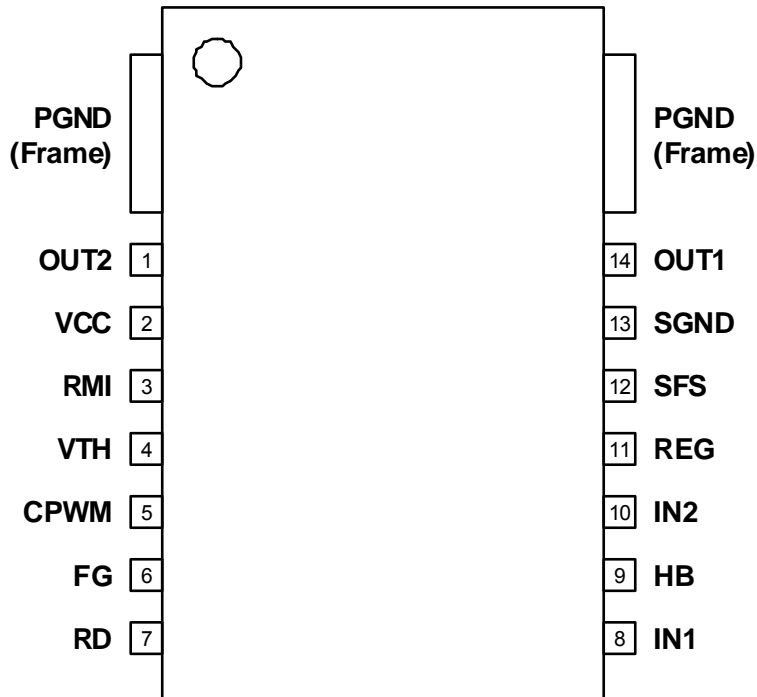 PGND
(Frame)
PGND
(Frame)
OUT2 1 14 OUT1
VCC 2 13 SGND
RMI 3 12 SFS
VTH 4 11 REG
CPWM 5 10 IN2
FG 6 9 HB
RD 7 8 IN1